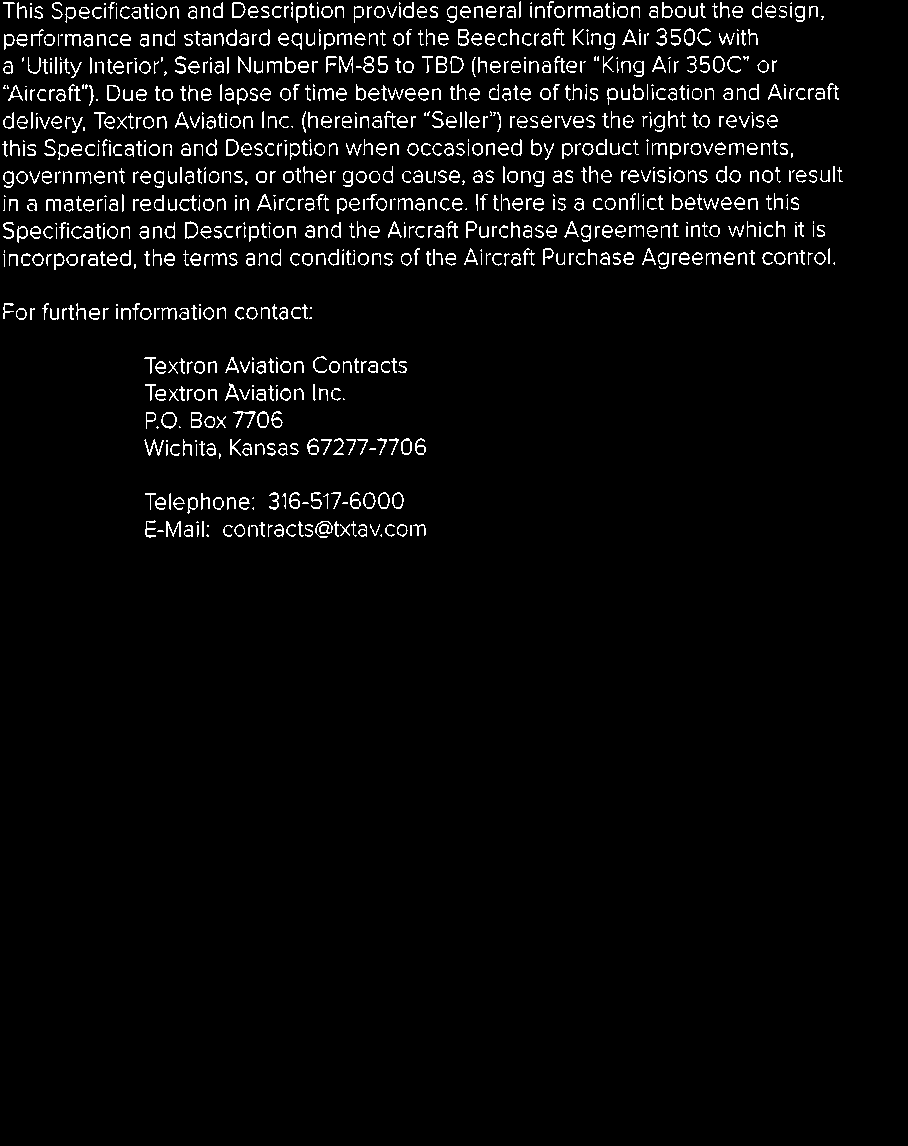 This Specification and Description provides general information about the design,
performance and standard equipment of the Beechcraft King Air 350C with
a 'Utility Interior', Serial Number FM-85 to TBD (hereinafter “King Air 350C” or
“Aircraft”). Due to the lapse of time between the date of this publication and Aircraft
delivery, Textron Aviation Inc. (hereinafter “Seller”) reserves the right to revise
this Specification and Description when occasioned by product improvements,
government regulations, or other good cause, as long as the revisions do not result
in a material reduction in Aircraft performance. If there is a conflict between this
Specification and Description and the Aircraft Purchase Agreement into which it is
incorporated, the terms and conditions of the Aircraft Purchase Agreement control.
For further information contact:
Textron Aviation Contracts
Textron Aviation Inc.
P.O. Box 7706
Wichita, Kansas 67277-7706
Telephone: 316-517-6000
E-Mail: contracts@txtav.com